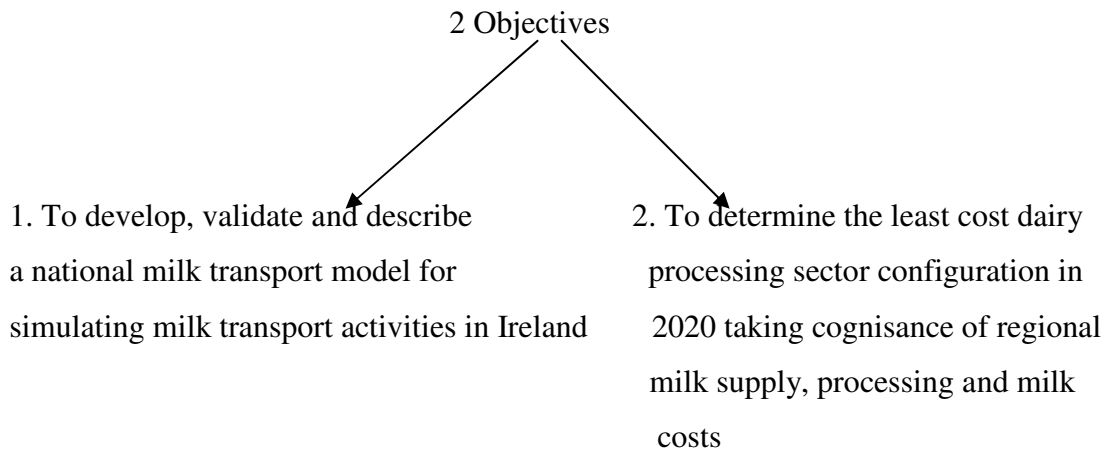 2 Objectives
1. To develop, validate and describe
a national milk transport model for
simulating milk transport activities in Ireland
2. To determine the least cost dairy
processing sector configuration in
2020 taking cognisance of regional
milk supply, processing and milk
costs